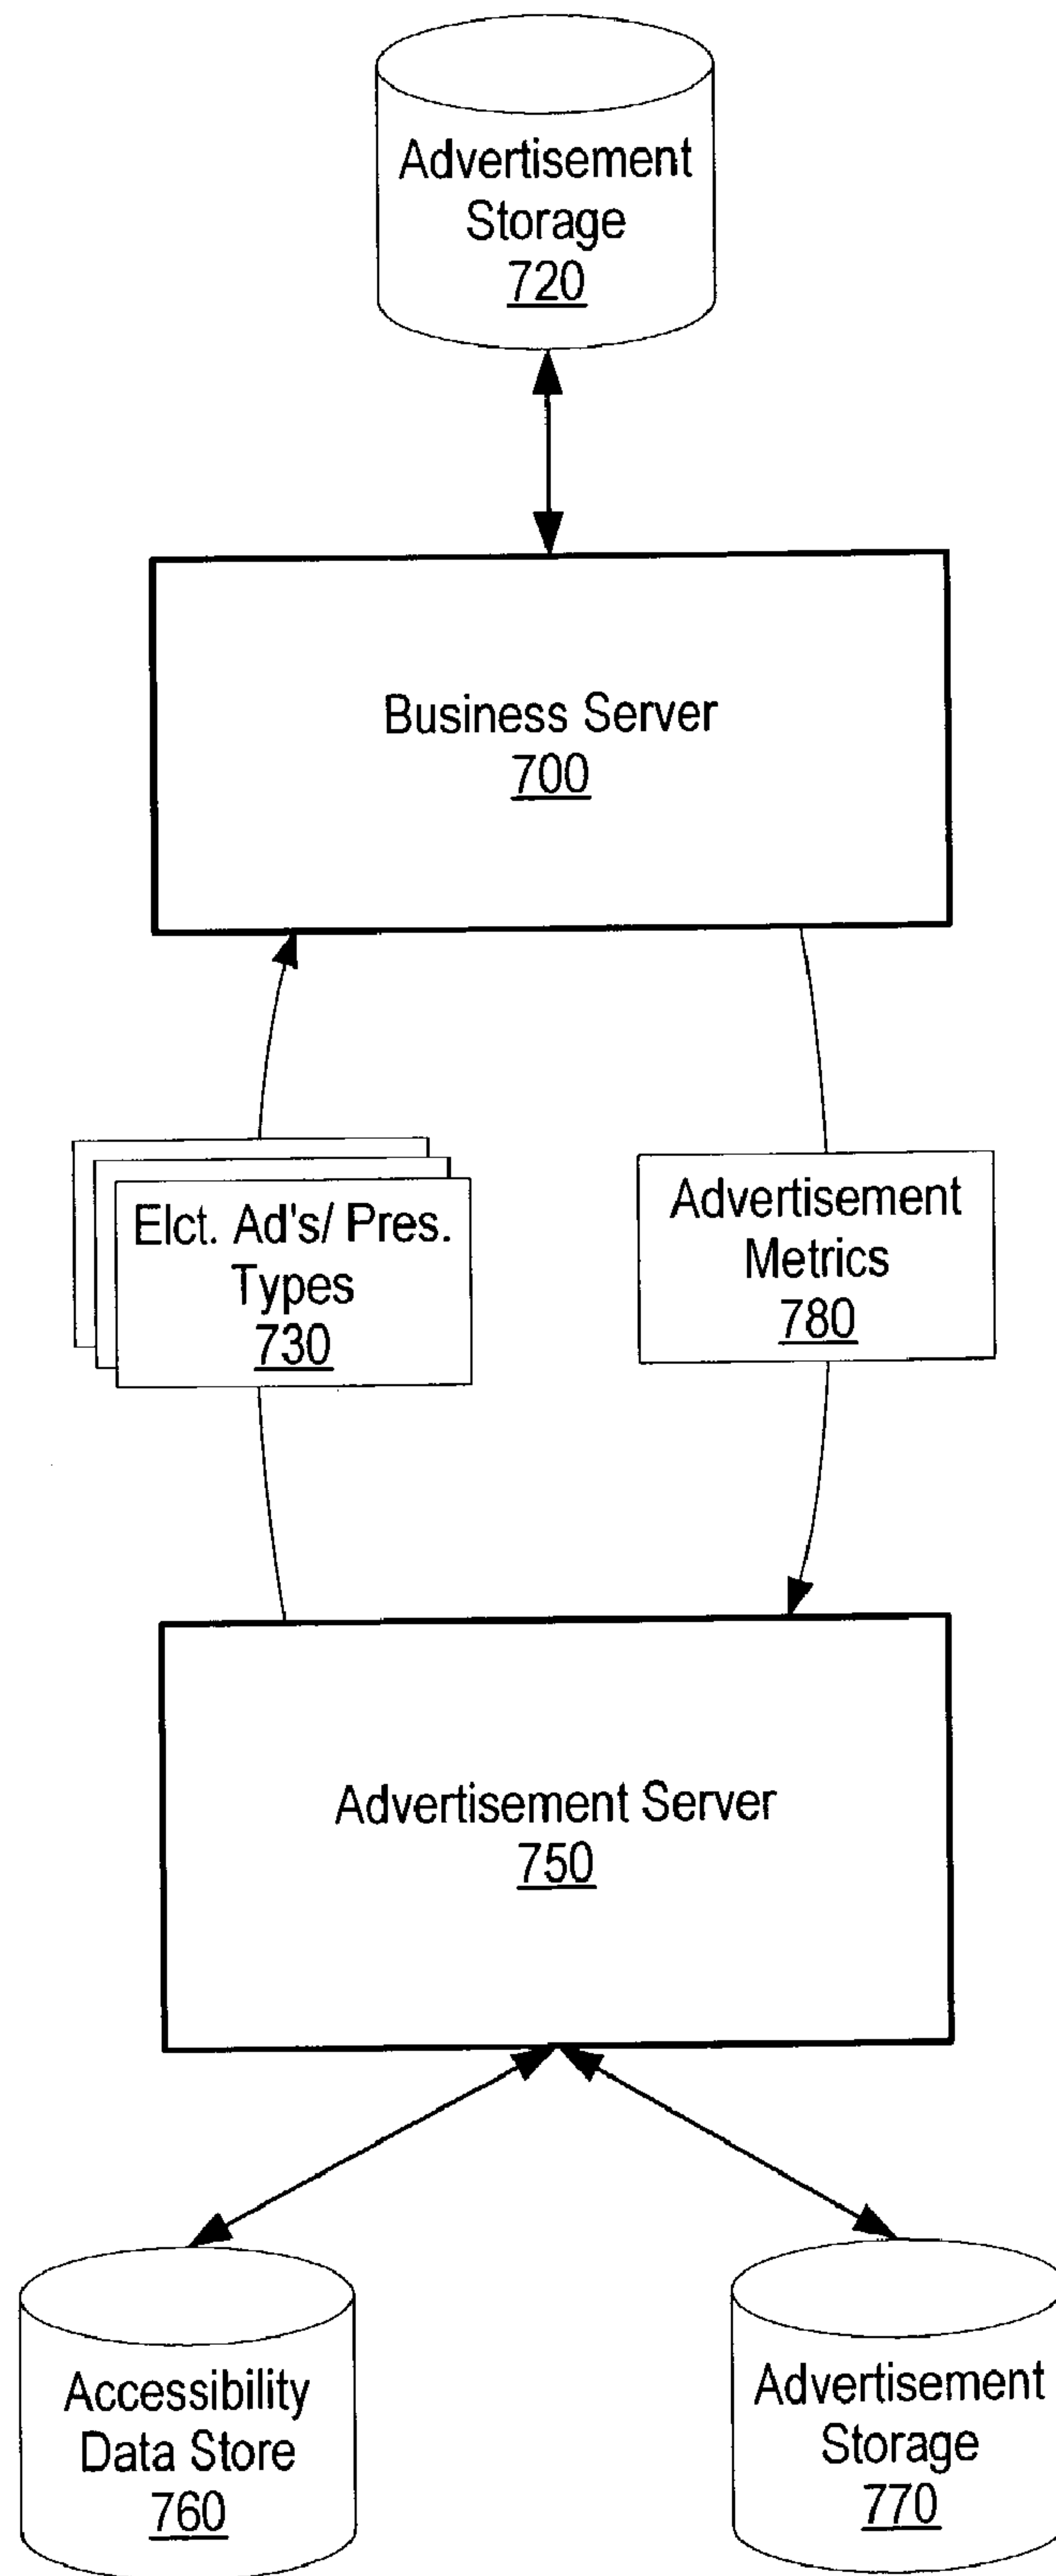 Advertisement
Storage
720
Business Server
700
Elct. Ad's/ Pres.
Types
730
Advertisement
Metrics
780
Advertisement Server
750
Accessibility
Data Store
760
Advertisement
Storage
770